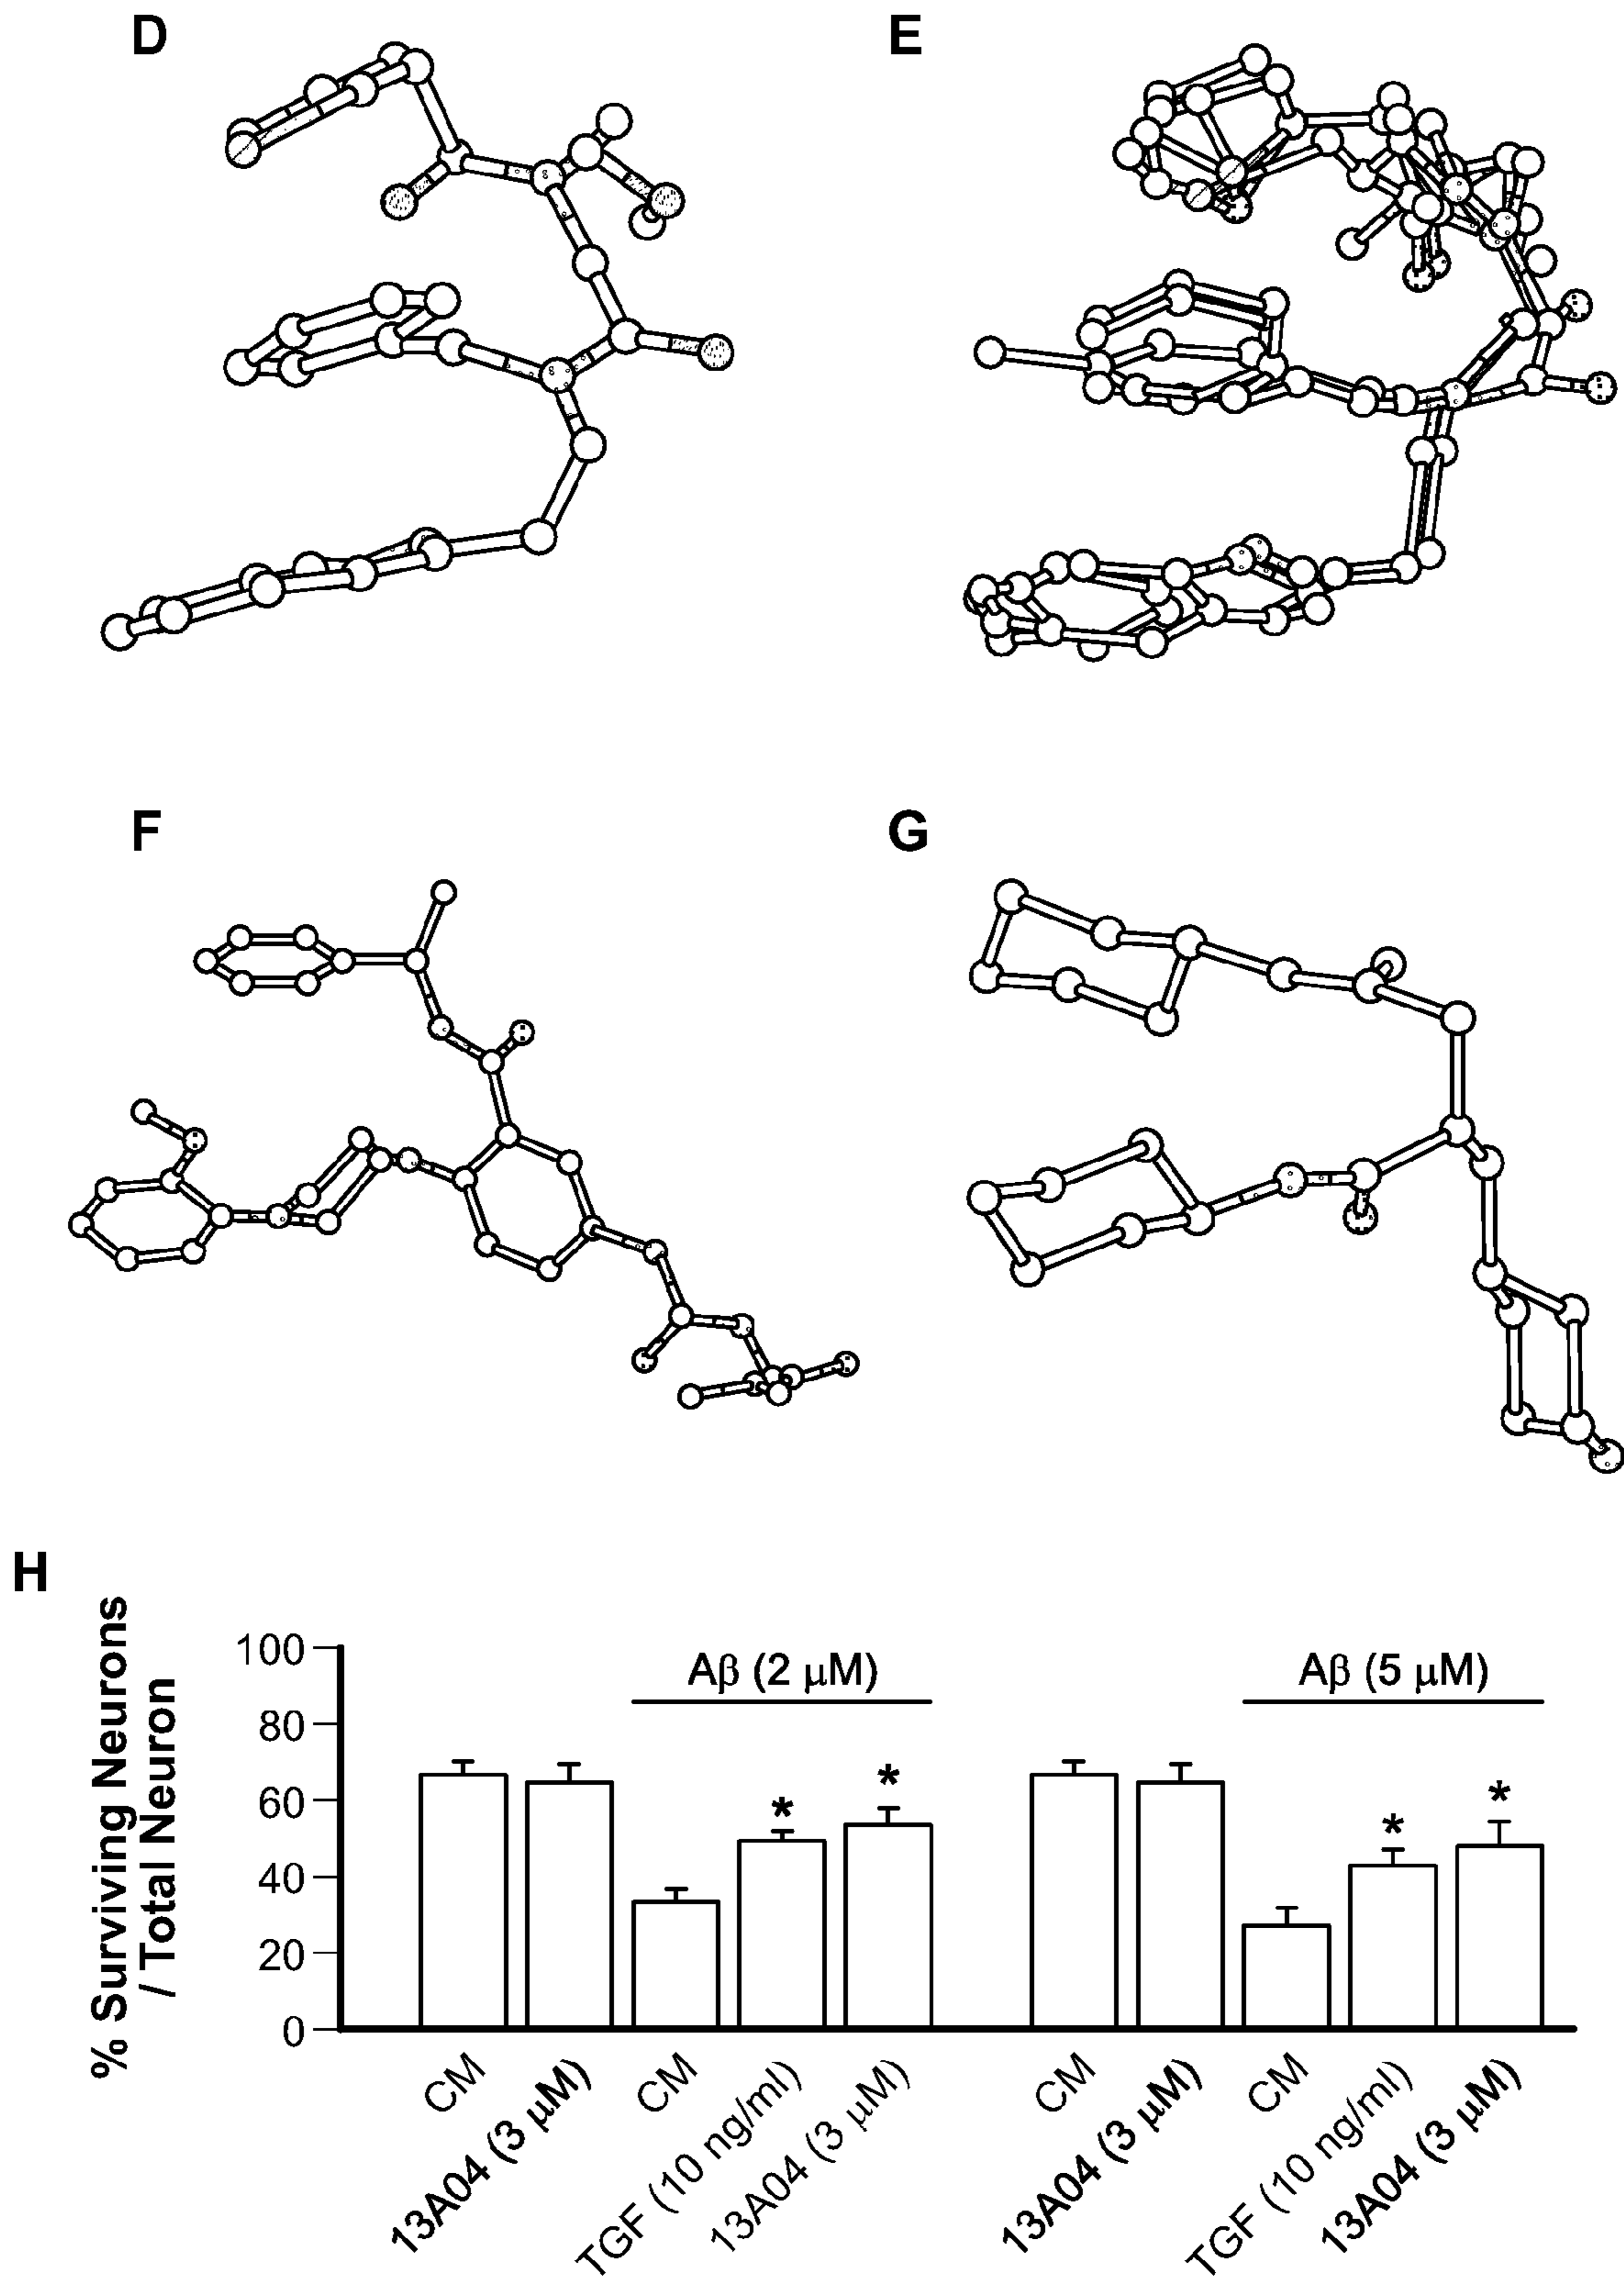 D
E
F
G
H
% Surviving Neurons
/ Total Neuron
100
80
60
40
20
0
Aβ (2 μM)
Aβ (5 μM)
*
*
*
*
CM
13A04 (3 μM)
CM
TGF (10 ng/ml)
13A04 (3 μM)
CM
13A04 (3 μM)
CM
TGF (10 ng/ml)
13A04 (3 μM)